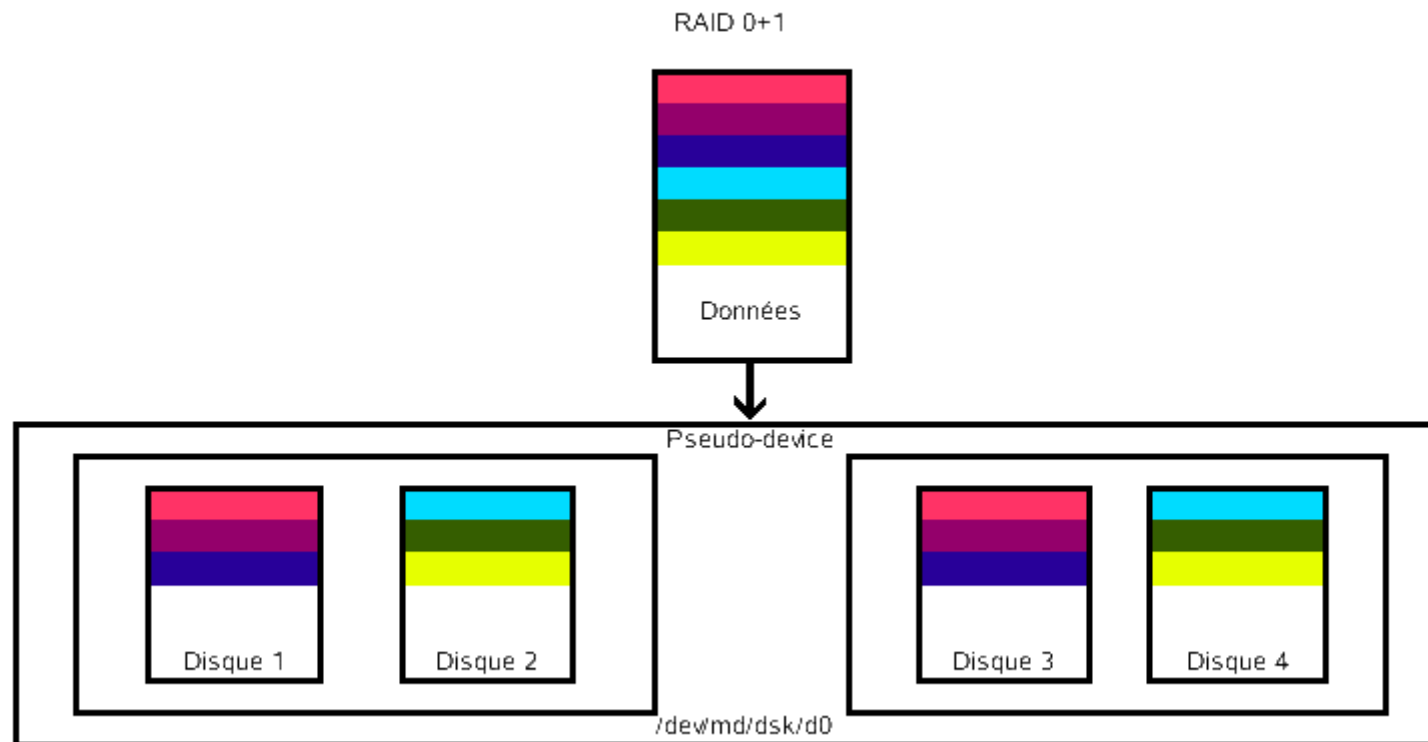 RAID 0+1
Données
Pseudo-device
Disque 1
Disque 2
Disque 3
Disque 4
/dev/md/dsk/d0